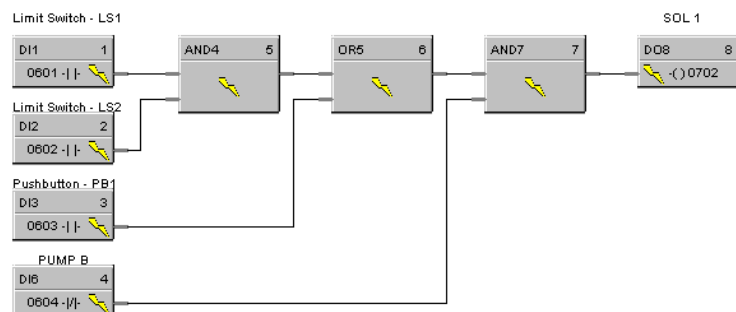 Limit Switch - LS1
SOL 1
DI1 1
AND4 5
OR5 6
AND7 7
DO8 8
0601 -| |-
-( ) 0702
Limit Switch - LS2
DI2 2
0602 -| |-
Pushbutton - PB1
DI3 3
0603 -| |-
PUMP B
DI6 4
0604 -|/|-